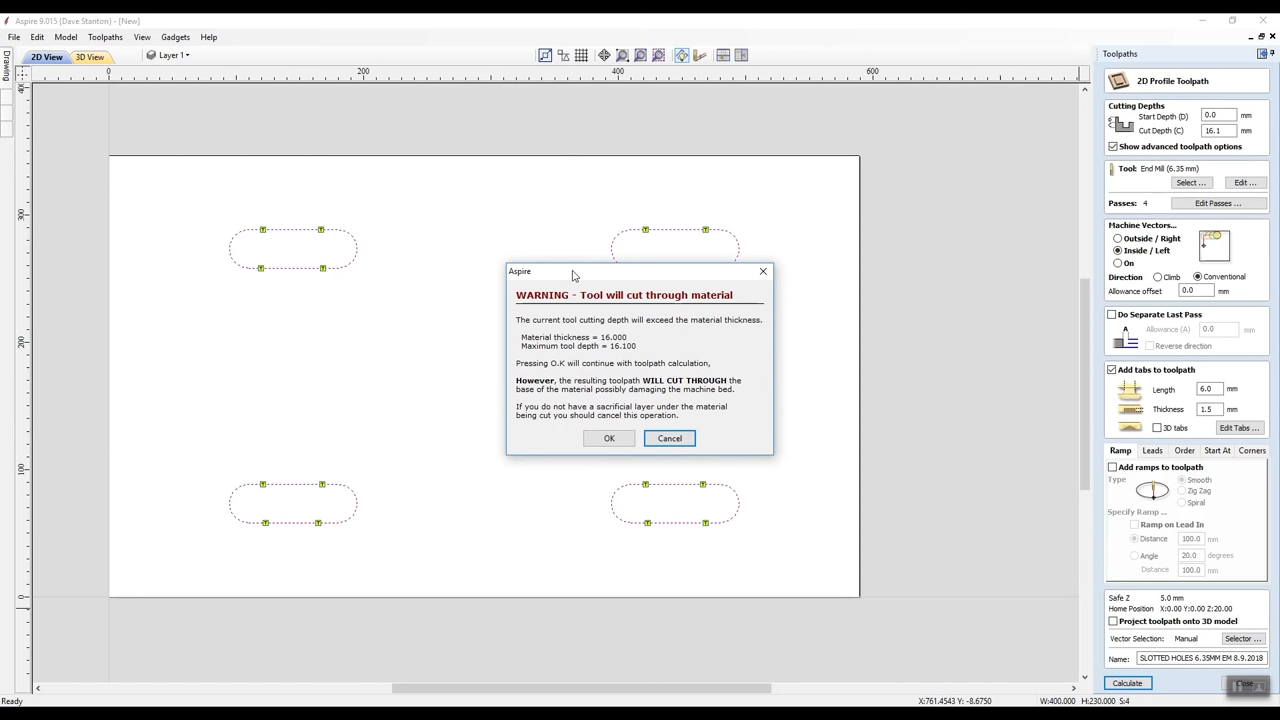 Aspire 9.015 (Dave Stanton) - [New]
File Edit Model Toolpaths View Gadgets Help
2D View 3D View Layer 1
Drawing
0 200 400 600
400
300
200
100
0
Aspire
WARNING - Tool will cut through material
The current tool cutting depth will exceed the material thickness.
Material thickness = 16.000
Maximum tool depth = 16.100
Pressing O.K will continue with toolpath calculation,
However, the resulting toolpath WILL CUT THROUGH the
base of the material possibly damaging the machine bed.
If you do not have a sacrificial layer under the material
being cut you should cancel this operation.
OK Cancel
Toolpaths
2D Profile Toolpath
Cutting Depths
Start Depth (D) 0.0 mm
Cut Depth (C) 16.1 mm
Show advanced toolpath options
Tool: End Mill (6.35 mm)
Select ... Edit ...
Passes: 4 Edit Passes ...
Machine Vectors...
Outside / Right
Inside / Left
On
Direction Climb Conventional
Allowance offset 0.0 mm
Do Separate Last Pass
Allowance (A) 0.0 mm
Reverse direction
Add tabs to toolpath
Length 6.0 mm
Thickness 1.5 mm
3D tabs Edit Tabs ...
Ramp Leads Order Start At Corners
Add ramps to toolpath
Type Smooth
Zig Zag
Spiral
Specify Ramp ...
Ramp on Lead In
Distance 100.0 mm
Angle 20.0 degrees
Distance 100.0 mm
Safe Z 5.0 mm
Home Position X:0.00 Y:0.00 Z:20.00
Project toolpath onto 3D model
Vector Selection: Manual Selector ...
Name: SLOTTED HOLES 6.35MM EM 8.9.2018
Calculate Close
Ready X:761.4543 Y: -8.6750 W:400.000 H:230.000 S:4